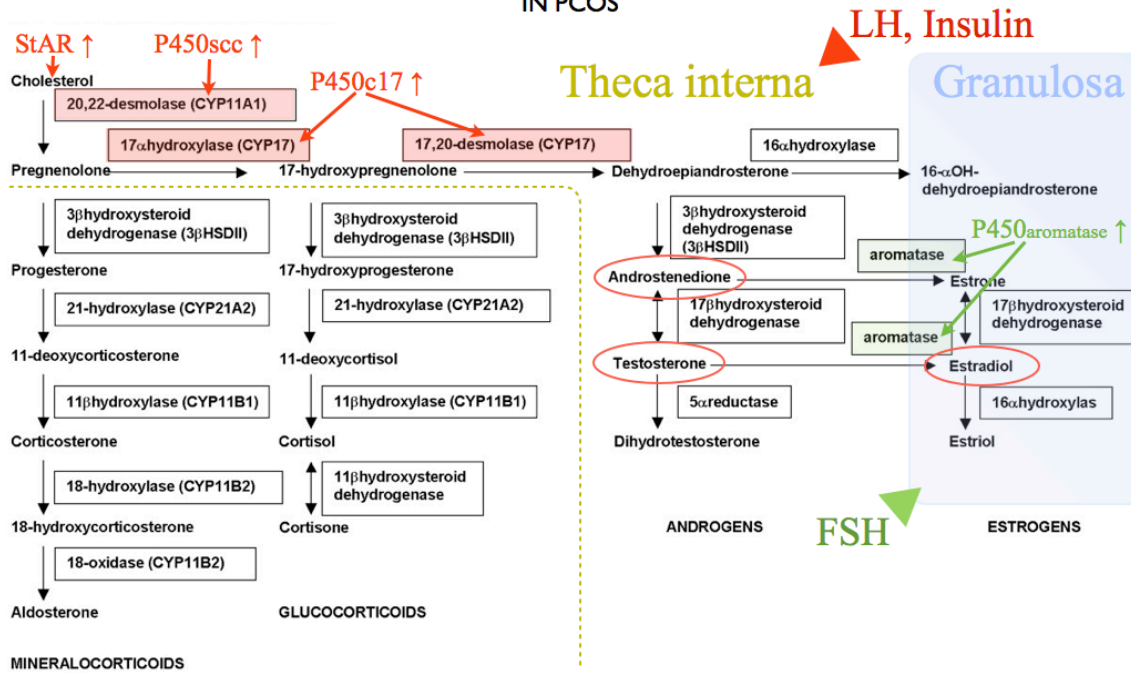 IN PCOS
LH, Insulin
StAR ↑
P450scc ↑
P450c17 ↑
Theca interna
Granulosa
Cholesterol
20,22-desmolase (CYP11A1)
17αhydroxylase (CYP17)
17,20-desmolase (CYP17)
16αhydroxylase
Pregnenolone
17-hydroxypregnenolone
Dehydroepiandrosterone
16-αOH-
dehydroepiandrosterone
3βhydroxysteroid
dehydrogenase (3βHSDII)
3βhydroxysteroid
dehydrogenase (3βHSDII)
3βhydroxysteroid
dehydrogenase
(3βHSDII)
P450aromatase ↑
aromatase
Progesterone
17-hydroxyprogesterone
Androstenedione
Estrone
21-hydroxylase (CYP21A2)
21-hydroxylase (CYP21A2)
17βhydroxysteroid
dehydrogenase
17βhydroxysteroid
dehydrogenase
aromatase
11-deoxycorticosterone
11-deoxycortisol
Testosterone
Estradiol
11βhydroxylase (CYP11B1)
11βhydroxylase (CYP11B1)
5αreductase
16αhydroxylas
Corticosterone
Cortisol
Dihydrotestosterone
Estriol
18-hydroxylase (CYP11B2)
11βhydroxysteroid
dehydrogenase
18-hydroxycorticosterone
Cortisone
ANDROGENS
ESTROGENS
FSH
18-oxidase (CYP11B2)
Aldosterone
GLUCOCORTICOIDS
MINERALOCORTICOIDS